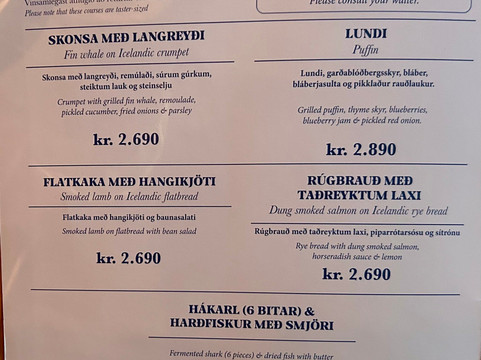 Please note that these courses are taster-sized
Please consult your waiter.
SKONSA MEÐ LANGREYÐI
Fin whale on Icelandic crumpet
Skonsa með langreyði, remúlaði, súrum gúrkum,
steiktum lauk og steinselju
Crumpet with grilled fin whale, remoulade,
pickled cucumber, fried onions & parsley
kr. 2.690
LUNDI
Puffin
Lundi, garðablóðbergsskyr, bláber,
bláberjasulta og pikklaður rauðlaukur.
Grilled puffin, thyme skyr, blueberries,
blueberry jam & pickled red onion.
kr. 2.890
FLATKAKA MEÐ HANGIKJÖTI
Smoked lamb on Icelandic flatbread
Flatkaka með hangikjöti og baunasalati
Smoked lamb on flatbread with bean salad
kr. 2.690
RÚGBRAUÐ MEÐ
TAÐREYKTUM LAXI
Dung smoked salmon on Icelandic rye bread
Rúgbrauð með taðreyktum laxi, piparrótarsósu og sítrónu
Rye bread with dung smoked salmon,
horseradish sauce & lemon
kr. 2.690
HÁKARL (6 BITAR) &
HARÐFISKUR MEÐ SMJÖRI
Fermented shark (6 pieces) & dried fish with butter